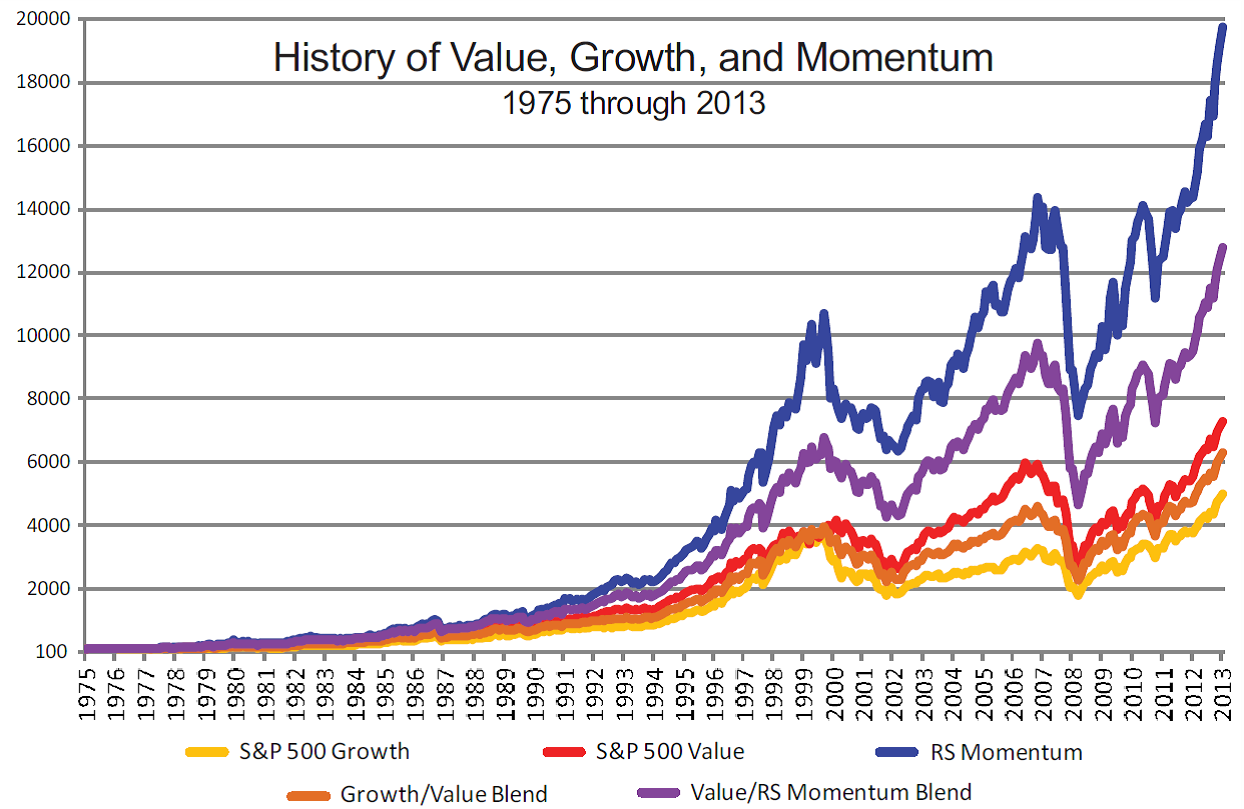 History of Value, Growth, and Momentum
1975 through 2013
20000
18000
16000
14000
12000
10000
8000
6000
4000
2000
100
1975 1976 1977 1978 1979 1980 1981 1982 1983 1984 1985 1986 1987 1988 1989 1990 1991 1992 1993 1994 1995 1996 1997 1998 1999 2000 2001 2002 2003 2004 2005 2006 2007 2008 2009 2010 2011 2012 2013
S&P 500 Growth S&P 500 Value RS Momentum
Growth/Value Blend Value/RS Momentum Blend